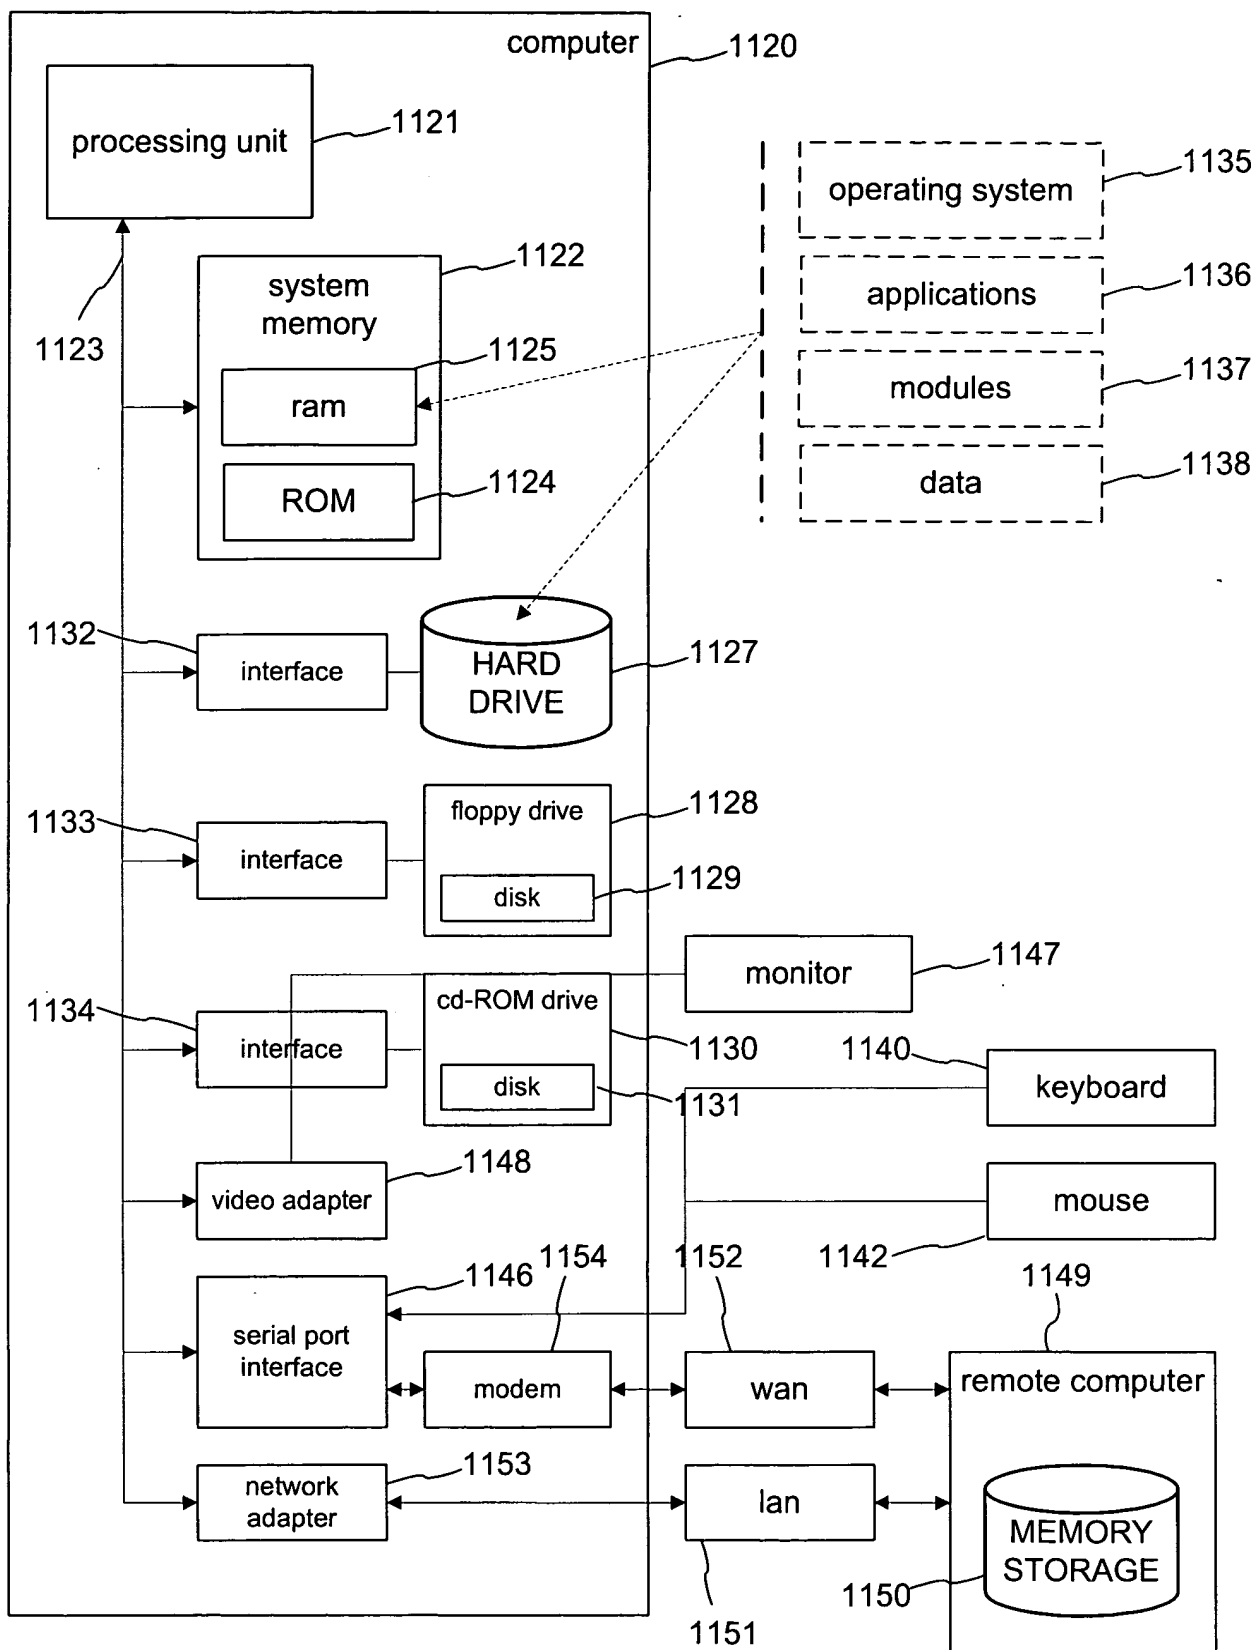 computer
1120
processing unit
1121
1123
system
memory
1122
ram
1125
ROM
1124
operating system
1135
applications
1136
modules
1137
data
1138
1132
interface
HARD
DRIVE
1127
1133
interface
floppy drive
1128
disk
1129
monitor
1147
1134
interface
cd-ROM drive
1130
disk
1131
1140
keyboard
video adapter
1148
mouse
1142
serial port
interface
1146
modem
1154
wan
1152
1149
remote computer
network
adapter
1153
lan
1151
MEMORY
STORAGE
1150